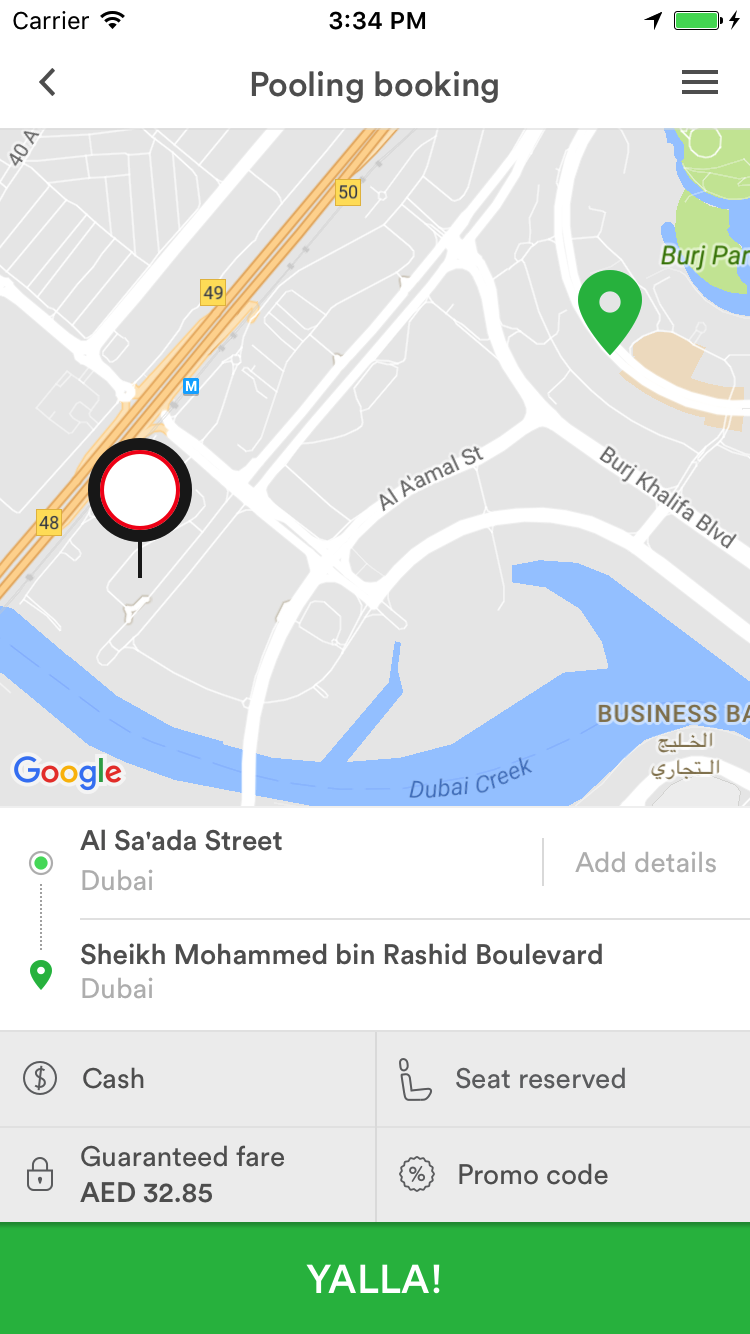 Carrier 3:34 PM
Pooling booking
40 A
50
Burj Par
49
M
Al A'amal St
Burj Khalifa Blvd
48
BUSINESS BA
الخليج
التجاري
Google
Dubai Creek
Al Sa'ada Street
Dubai
Add details
Sheikh Mohammed bin Rashid Boulevard
Dubai
$ Cash
Seat reserved
Guaranteed fare
AED 32.85
% Promo code
YALLA!